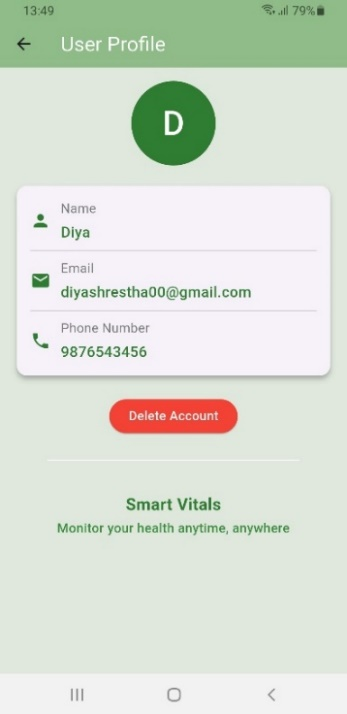 13:49
79%
User Profile
D
Name
Diya
Email
diyashrestha00@gmail.com
Phone Number
9876543456
Delete Account
Smart Vitals
Monitor your health anytime, anywhere